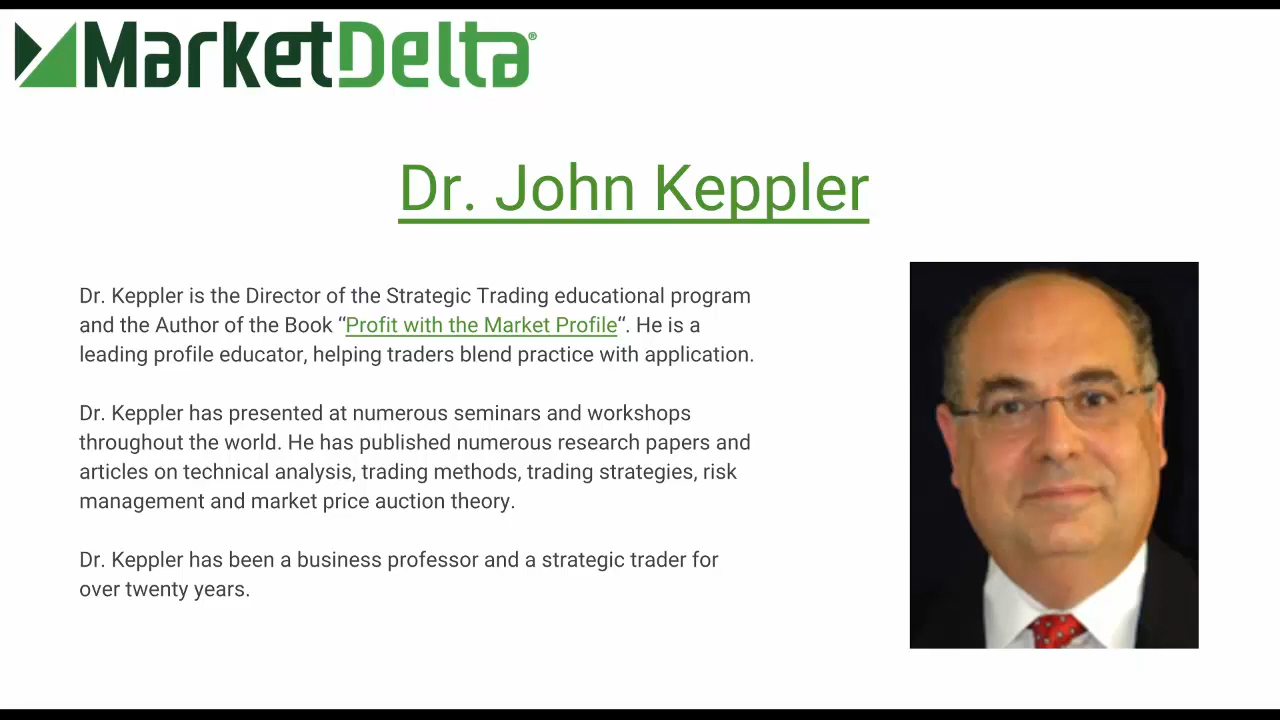 MarketDelta®
Dr. John Keppler
Dr. Keppler is the Director of the Strategic Trading educational program
and the Author of the Book “Profit with the Market Profile“. He is a
leading profile educator, helping traders blend practice with application.
Dr. Keppler has presented at numerous seminars and workshops
throughout the world. He has published numerous research papers and
articles on technical analysis, trading methods, trading strategies, risk
management and market price auction theory.
Dr. Keppler has been a business professor and a strategic trader for
over twenty years.